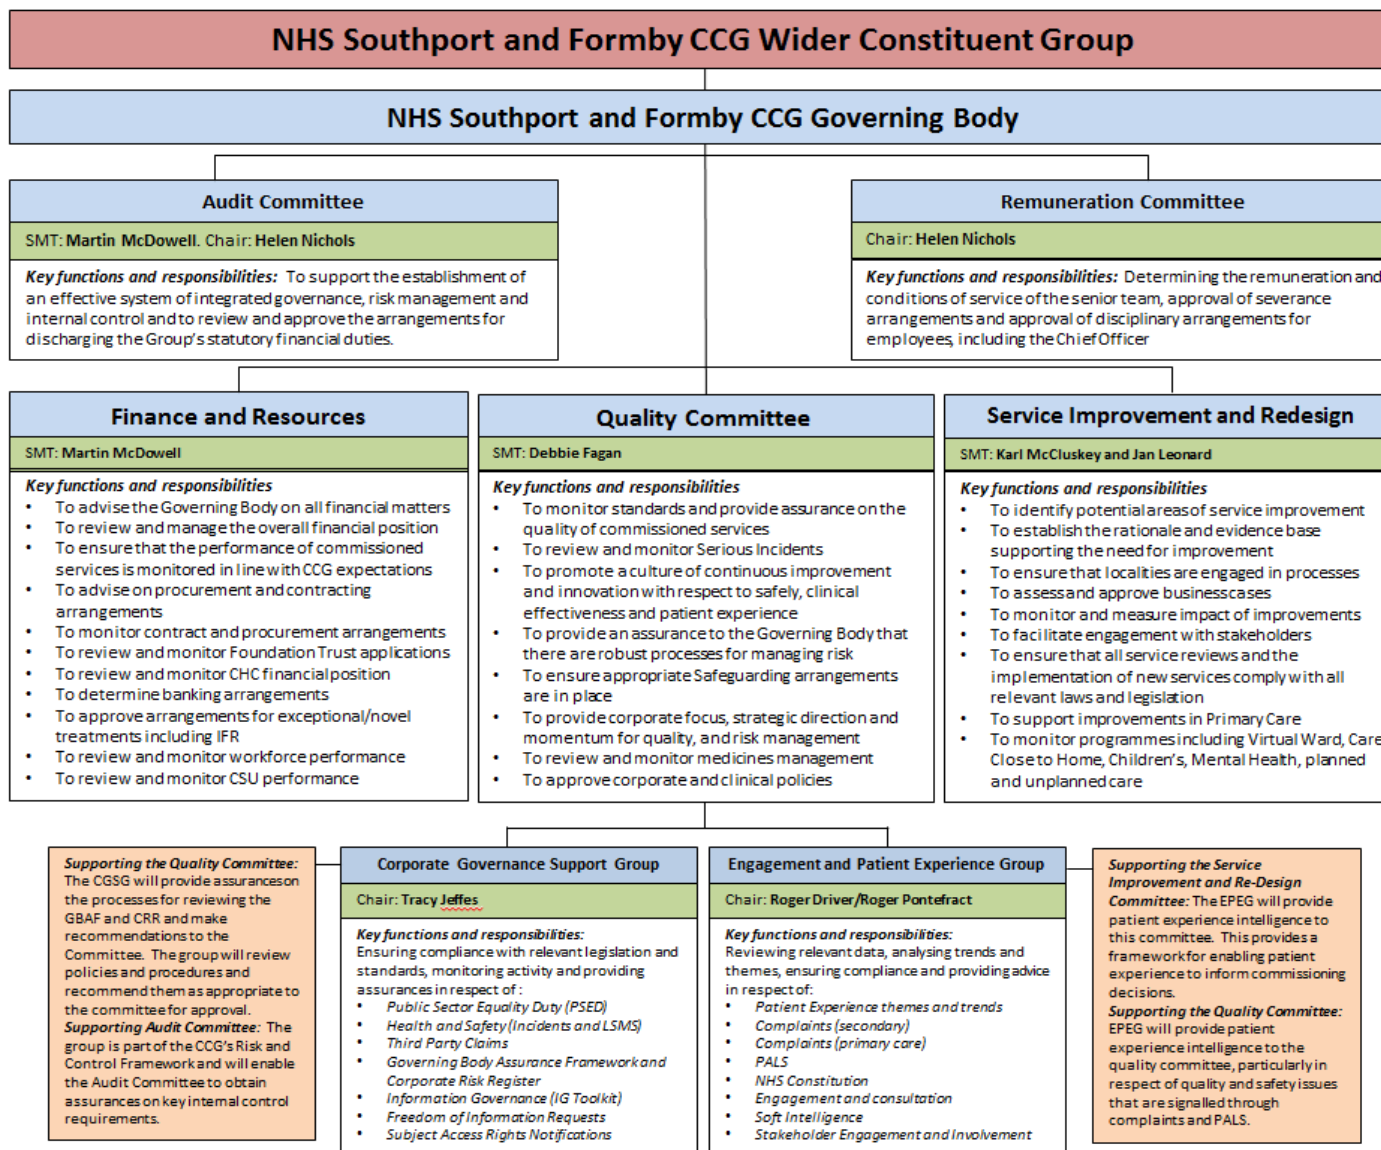 NHS Southport and Formby CCG Wider Constituent Group
NHS Southport and Formby CCG Governing Body
Audit Committee
SMT: Martin McDowell. Chair: Helen Nichols
Key functions and responsibilities: To support the establishment of
an effective system of integrated governance, risk management and
internal control and to review and approve the arrangements for
discharging the Group's statutory financial duties.
Remuneration Committee
Chair: Helen Nichols
Key functions and responsibilities: Determining the remuneration and
conditions of service of the senior team, approval of severance
arrangements and approval of disciplinary arrangements for
employees, including the Chief Officer
Finance and Resources
SMT: Martin McDowell
Key functions and responsibilities
• To advise the Governing Body on all financial matters
• To review and manage the overall financial position
• To ensure that the performance of commissioned
services is monitored in line with CCG expectations
• To advise on procurement and contracting
arrangements
• To monitor contract and procurement arrangements
• To review and monitor Foundation Trust applications
• To review and monitor CHC financial position
• To determine banking arrangements
• To approve arrangements for exceptional/novel
treatments including IFR
• To review and monitor workforce performance
• To review and monitor CSU performance
Quality Committee
SMT: Debbie Fagan
Key functions and responsibilities
• To monitor standards and provide assurance on the
quality of commissioned services
• To review and monitor Serious Incidents
• To promote a culture of continuous improvement
and innovation with respect to safely, clinical
effectiveness and patient experience
• To provide an assurance to the Governing Body that
there are robust processes for managing risk
• To ensure appropriate Safeguarding arrangements
are in place
• To provide corporate focus, strategic direction and
momentum for quality, and risk management
• To review and monitor medicines management
• To approve corporate and clinical policies
Service Improvement and Redesign
SMT: Karl McCluskey and Jan Leonard
Key functions and responsibilities
• To identify potential areas of service improvement
• To establish the rationale and evidence base
supporting the need for improvement
• To ensure that localities are engaged in processes
• To assess and approve business cases
• To monitor and measure impact of improvements
• To facilitate engagement with stakeholders
• To ensure that all service reviews and the
implementation of new services comply with all
relevant laws and legislation
• To support improvements in Primary Care
• To monitor programmes including Virtual Ward, Care
Close to Home, Children's, Mental Health, planned
and unplanned care
Supporting the Quality Committee:
The CGSG will provide assurances on
the processes for reviewing the
GBAF and CRR and make
recommendations to the
Committee. The group will review
policies and procedures and
recommend them as appropriate to
the committee for approval.
Supporting Audit Committee: The
group is part of the CCG's Risk and
Control Framework and will enable
the Audit Committee to obtain
assurances on key internal control
requirements.
Corporate Governance Support Group
Chair: Tracy Jeffes
Key functions and responsibilities:
Ensuring compliance with relevant legislation and
standards, monitoring activity and providing
assurances in respect of :
• Public Sector Equality Duty (PSED)
• Health and Safety (Incidents and LSMS)
• Third Party Claims
• Governing Body Assurance Framework and
Corporate Risk Register
• Information Governance (IG Toolkit)
• Freedom of Information Requests
• Subject Access Rights Notifications
Engagement and Patient Experience Group
Chair: Roger Driver/Roger Pontefract
Key functions and responsibilities:
Reviewing relevant data, analysing trends and
themes, ensuring compliance and providing advice
in respect of:
• Patient Experience themes and trends
• Complaints (secondary)
• Complaints (primary care)
• PALS
• NHS Constitution
• Engagement and consultation
• Soft Intelligence
• Stakeholder Engagement and Involvement
Supporting the Service
Improvement and Re-Design
Committee: The EPEG will provide
patient experience intelligence to
this committee. This provides a
framework for enabling patient
experience to inform commissioning
decisions.
Supporting the Quality Committee:
EPEG will provide patient
experience intelligence to the
quality committee, particularly in
respect of quality and safety issues
that are signalled through
complaints and PALS.